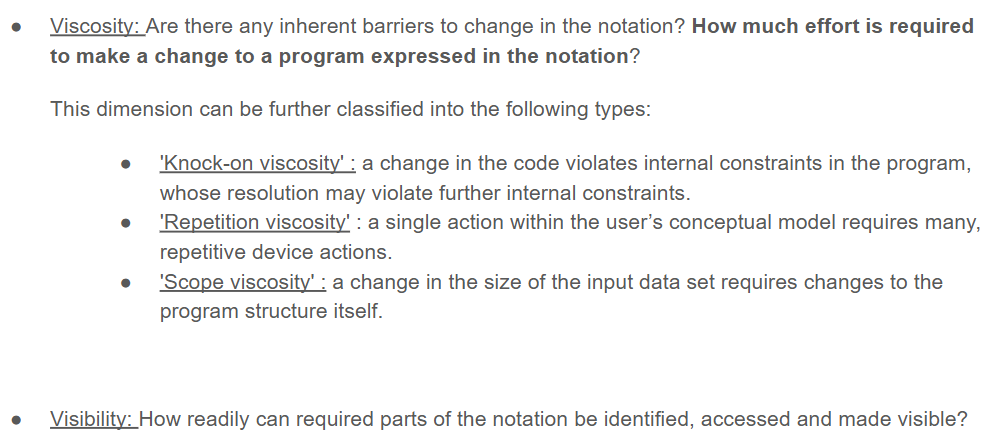 ● Viscosity: Are there any inherent barriers to change in the notation? How much effort is required
to make a change to a program expressed in the notation?
This dimension can be further classified into the following types:
● 'Knock-on viscosity' : a change in the code violates internal constraints in the program,
whose resolution may violate further internal constraints.
● 'Repetition viscosity' : a single action within the user’s conceptual model requires many,
repetitive device actions.
● 'Scope viscosity' : a change in the size of the input data set requires changes to the
program structure itself.
● Visibility: How readily can required parts of the notation be identified, accessed and made visible?